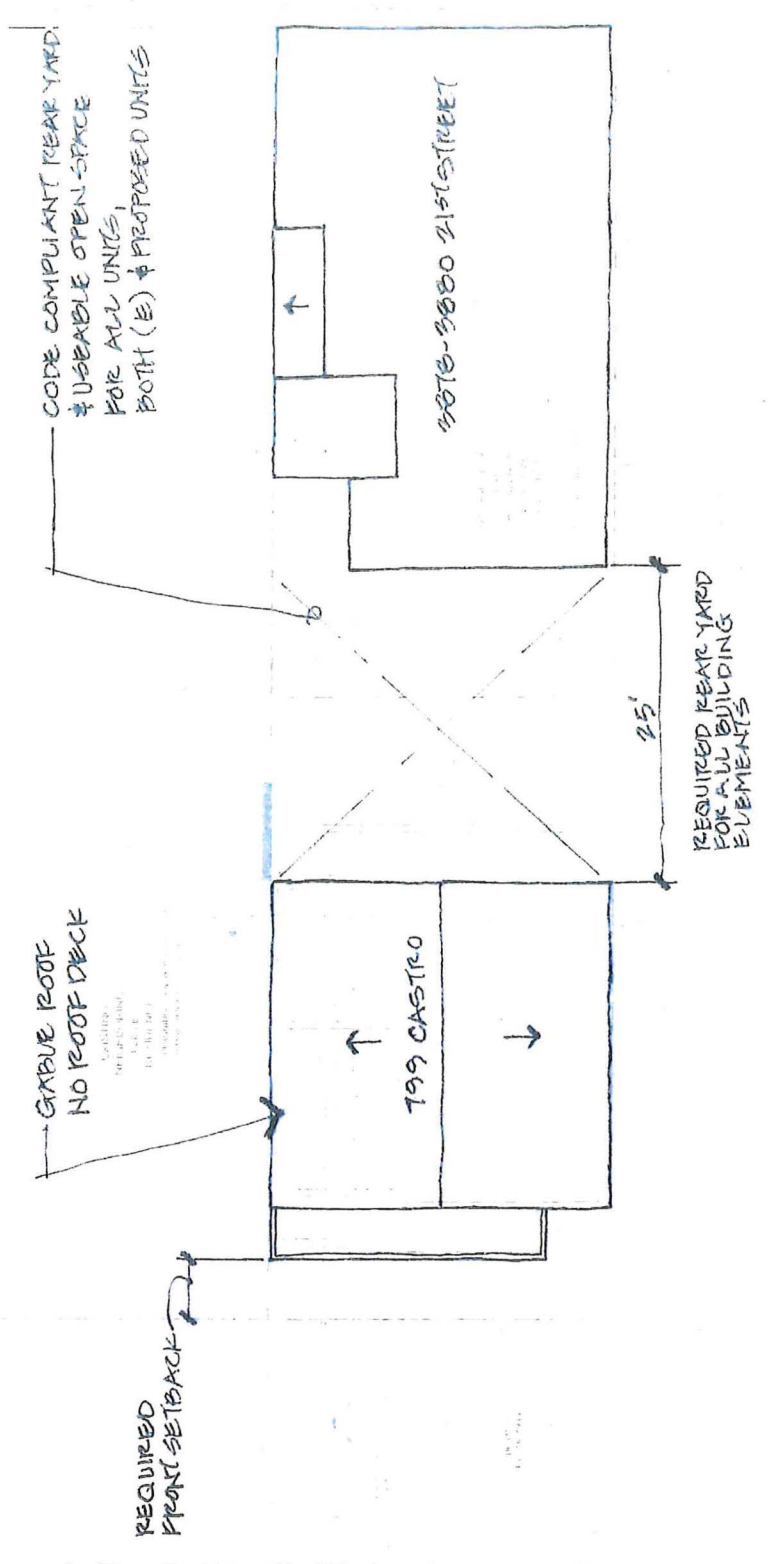 REQUIRED
FRONT SETBACK
GABLE ROOF
NO ROOF DECK
CODE COMPLIANT REAR YARD.
& USEABLE OPEN SPACE
FOR ALL UNITS,
BOTH (E) & PROPOSED UNITS
799 CASTRO
3876-3880 21ST STREET
25'
REQUIRED REAR YARD
FOR ALL BUILDING
ELEMENTS